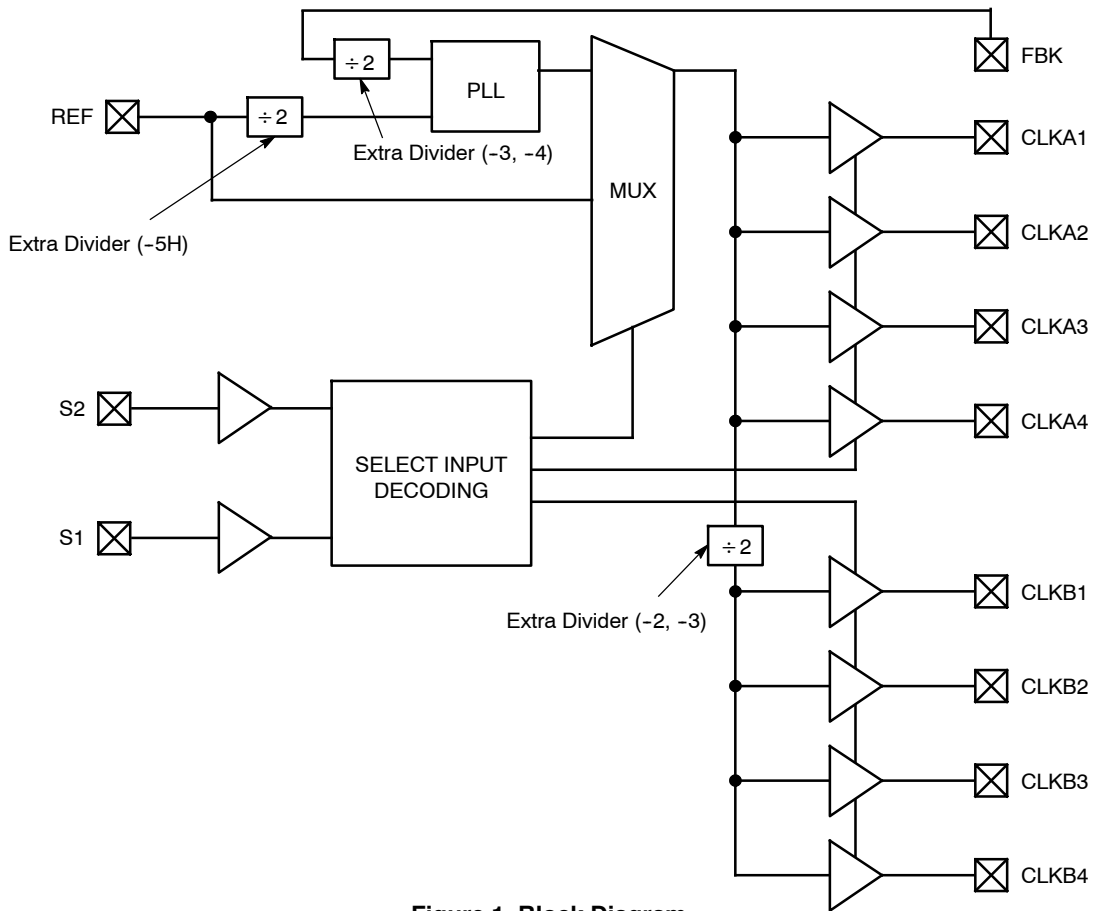 FBK
÷2
PLL
REF
÷2
Extra Divider (-3, -4)
CLKA1
MUX
Extra Divider (-5H)
CLKA2
CLKA3
S2
CLKA4
SELECT INPUT
DECODING
S1
÷2
CLKB1
Extra Divider (-2, -3)
CLKB2
CLKB3
CLKB4
Figure 1. Block Diagram